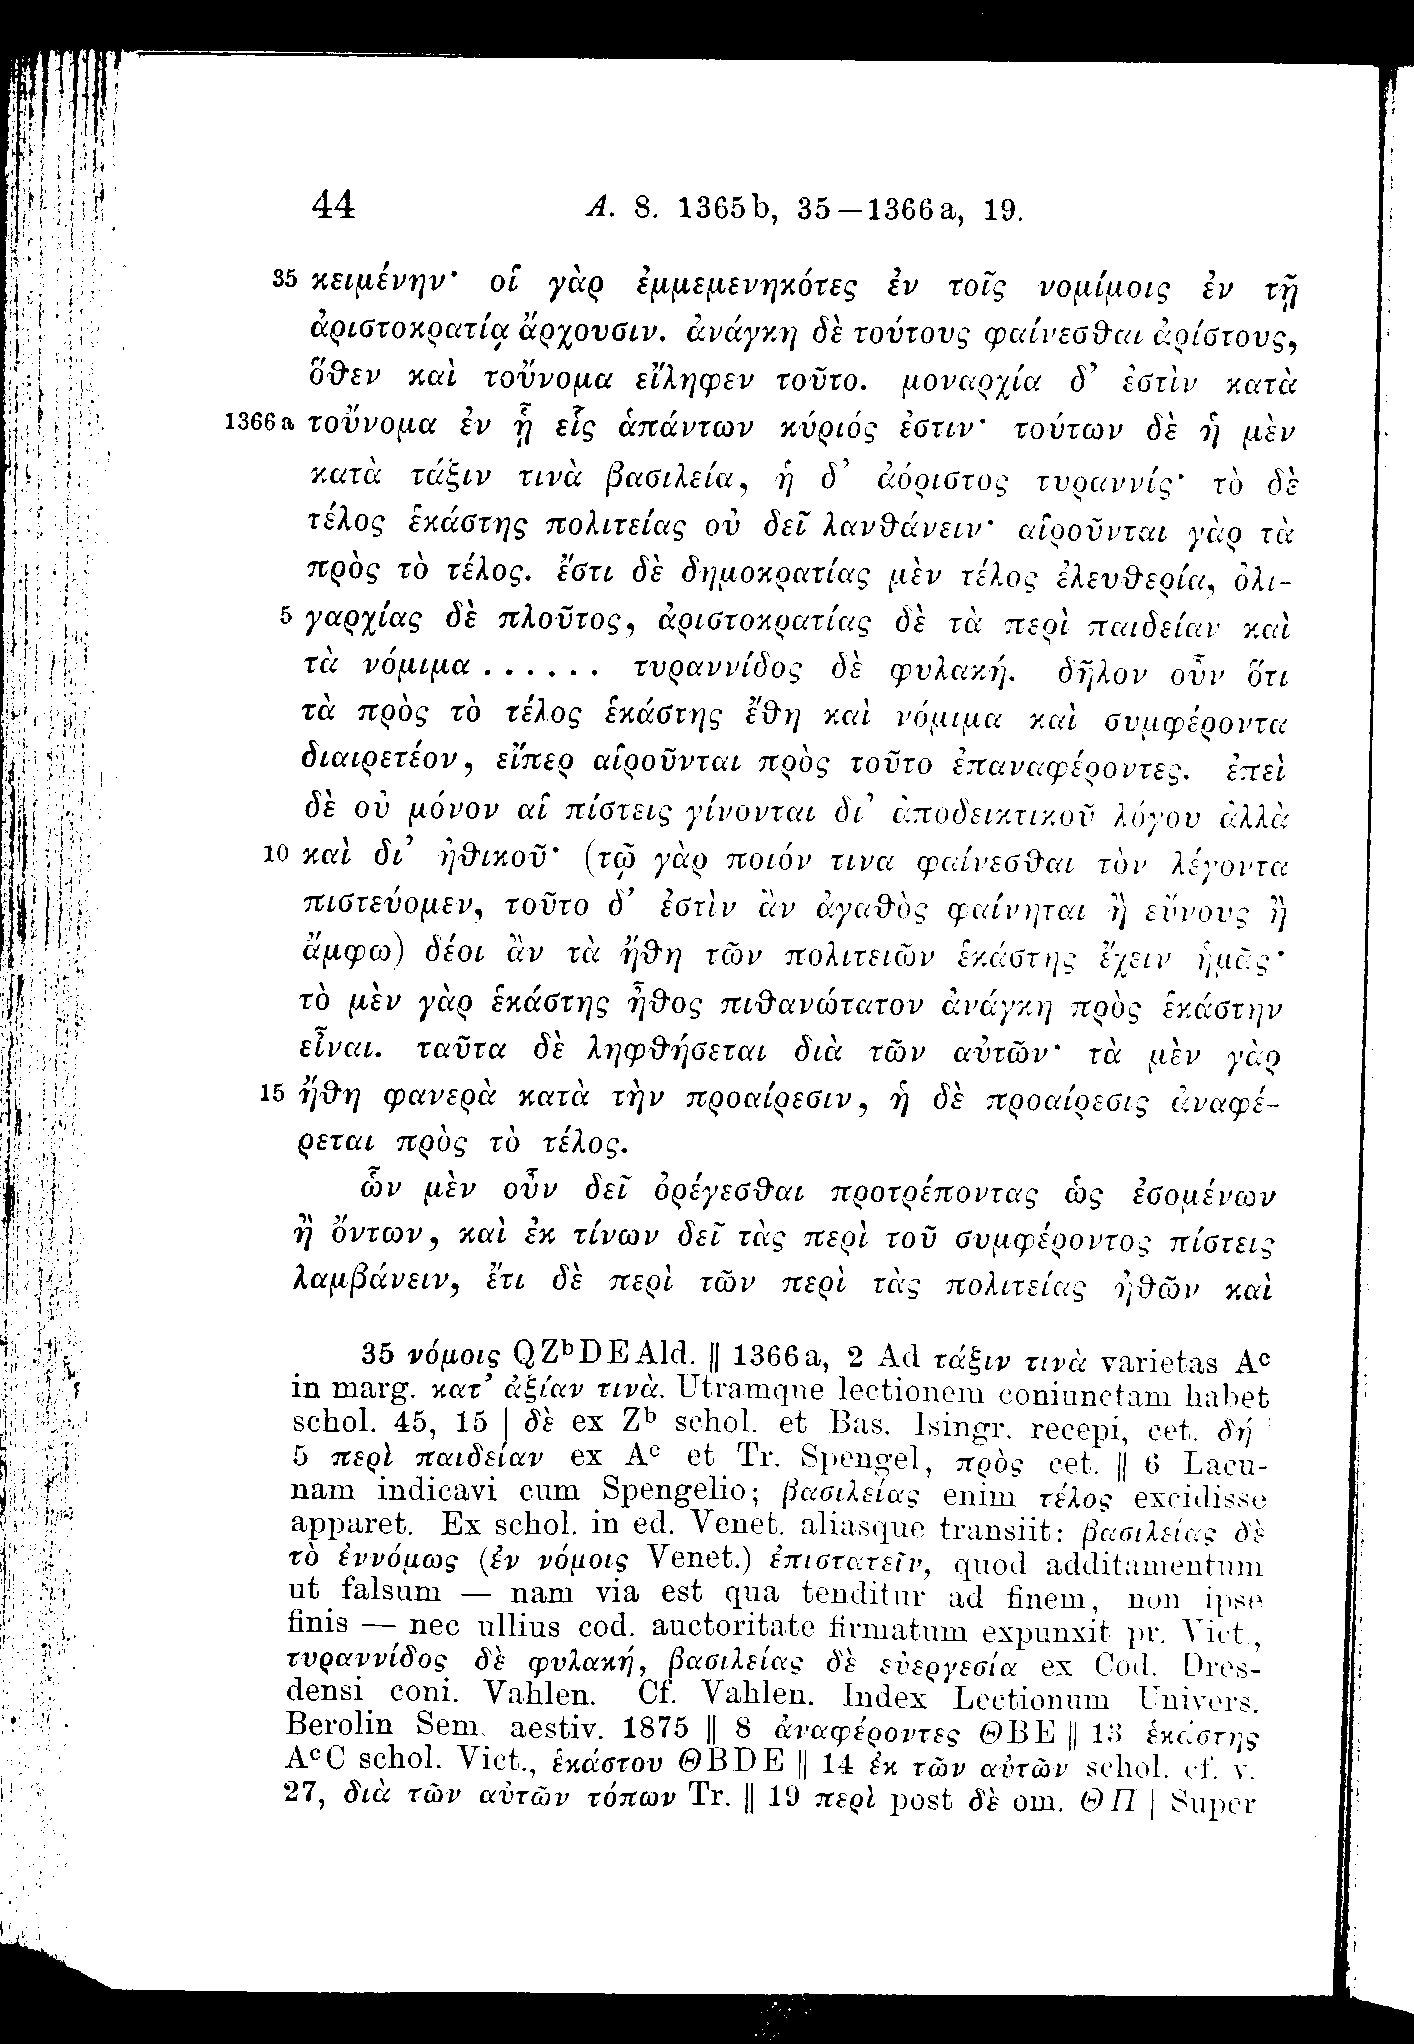 44 A. 8. 1365b, 35—1366a, 19.
35 κειμένην· οἱ γὰρ ἐμμεμενηκότες ἐν τοῖς νομίμοις ἐν τῇ
ἀριστοκρατίᾳ ἄρχουσιν. ἀνάγκη δὲ τούτους φαίνεσθαι ἀρίστους,
ὅθεν καὶ τοὔνομα εἴληφεν τοῦτο. μοναρχία δ’ ἐστὶν κατὰ
1366a τοὔνομα ἐν ᾗ εἷς ἁπάντων κύριός ἐστιν· τούτων δὲ ἡ μὲν
κατὰ τάξιν τινὰ βασιλεία, ἡ δ’ ἀόριστος τυραννίς· τὸ δὲ
τέλος ἑκάστης πολιτείας οὐ δεῖ λανθάνειν· αἱροῦνται γὰρ τὰ
πρὸς τὸ τέλος. ἔστι δὲ δημοκρατίας μὲν τέλος ἐλευθερία, ὀλι-
5 γαρχίας δὲ πλοῦτος, ἀριστοκρατίας δὲ τὰ περὶ παιδείαν καὶ
τὰ νόμιμα . . . . . . τυραννίδος δὲ φυλακή. δῆλον οὖν ὅτι
τὰ πρὸς τὸ τέλος ἑκάστης ἔθη καὶ νόμιμα καὶ συμφέροντα
διαιρετέον, εἴπερ αἱροῦνται πρὸς τοῦτο ἐπαναφέροντες. ἐπεὶ
δὲ οὐ μόνον αἱ πίστεις γίνονται δι’ ἀποδεικτικοῦ λόγου ἀλλὰ
10 καὶ δι’ ἠθικοῦ· (τῷ γὰρ ποιόν τινα φαίνεσθαι τὸν λέγοντα
πιστεύομεν, τοῦτο δ’ ἐστὶν ἂν ἀγαθὸς φαίνηται ἢ εὔνους ἢ
ἄμφω) δέοι ἂν τὰ ἤθη τῶν πολιτειῶν ἑκάστης ἔχειν ἡμᾶς·
τὸ μὲν γὰρ ἑκάστης ἦθος πιθανώτατον ἀνάγκη πρὸς ἑκάστην
εἶναι. ταῦτα δὲ ληφθήσεται διὰ τῶν αὐτῶν· τὰ μὲν γὰρ
15 ἤθη φανερὰ κατὰ τὴν προαίρεσιν, ἡ δὲ προαίρεσις ἀναφέ-
ρεται πρὸς τὸ τέλος.
ὧν μὲν οὖν δεῖ ὀρέγεσθαι προτρέποντας ὡς ἐσομένων
ἢ ὄντων, καὶ ἐκ τίνων δεῖ τὰς περὶ τοῦ συμφέροντος πίστεις
λαμβάνειν, ἔτι δὲ περὶ τῶν περὶ τὰς πολιτείας ἠθῶν καὶ
35 νόμοις QZᵇDEAld. || 1366a, 2 Ad τάξιν τινὰ varietas Aᶜ
in marg. κατ’ ἀξίαν τινὰ. Utramque lectionem coniunctam habet
schol. 45, 15 | δὲ ex Zᵇ schol. et Bas. Isingr. recepi, cet. δή
5 περὶ παιδείαν ex Aᶜ et Tr. Spengel, πρὸς cet. || 6 Lacu-
nam indicavi cum Spengelio; βασιλείας enim τέλος excidisse
apparet. Ex schol. in ed. Venet. aliasque transiit: βασιλείας δὲ
τὸ ἐννόμως (ἐν νόμοις Venet.) ἐπιστατεῖν, quod additamentum
ut falsum — nam via est qua tenditur ad finem, non ipse
finis — nec ullius cod. auctoritate firmatum expunxit pr. Vict.,
τυραννίδος δὲ φυλακή, βασιλείας δὲ εὐεργεσία ex Cod. Dres-
densi coni. Vahlen. Cf. Vahlen. Index Lectionum Univers.
Berolin Sem. aestiv. 1875 || 8 ἀναφέροντες ΘBE || 13 ἑκάστης
AᶜC schol. Vict., ἑκάστου ΘBDE || 14 ἐκ τῶν αὐτῶν schol. cf. v.
27, διὰ τῶν αὐτῶν τόπων Tr. || 19 περὶ post δὲ om. ΘΠ | Super